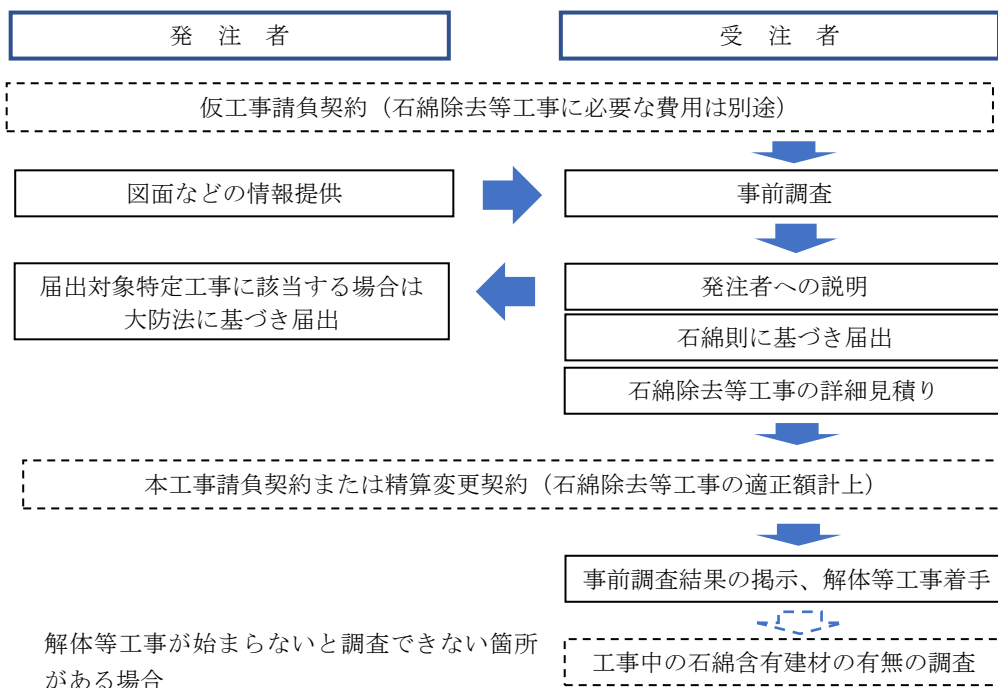 発　注　者
受　注　者
仮工事請負契約（石綿除去等工事に必要な費用は別途）
図面などの情報提供
事前調査
届出対象特定工事に該当する場合は
大防法に基づき届出
発注者への説明
石綿則に基づき届出
石綿除去等工事の詳細見積り
本工事請負契約または精算変更契約（石綿除去等工事の適正額計上）
事前調査結果の掲示、解体等工事着手
解体等工事が始まらないと調査できない箇所
がある場合
工事中の石綿含有建材の有無の調査